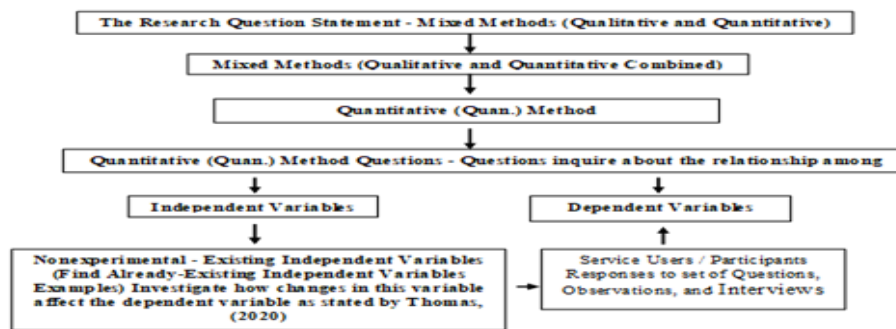 The Research Question Statement - Mixed Methods (Qualitative and Quantitative)
Mixed Methods (Qualitative and Quantitative Combined)
Quantitative (Quan.) Method
Quantitative (Quan.) Method Questions - Questions inquire about the relationship among
Independent Variables
Dependent Variables
Nonexperimental - Existing Independent Variables
(Find Already-Existing Independent Variables
Examples) Investigate how changes in this variable
affect the dependent variable as stated by Thomas,
(2020)
Service Users / Participants
Responses to set of Questions,
Observations, and Interviews